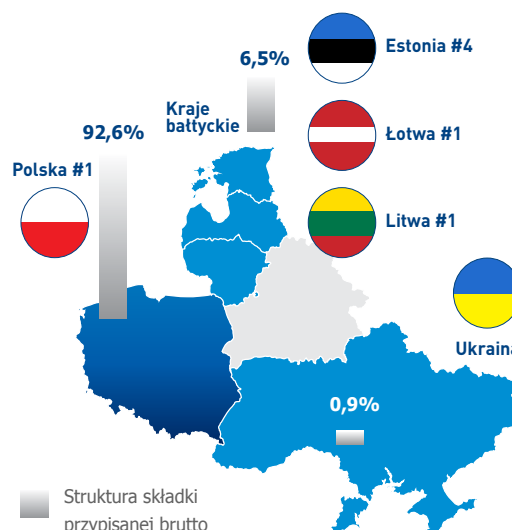 Estonia #4
6,5%
Kraje
bałtyckie
92,6%
Łotwa #1
Polska #1
Litwa #1
Ukraina
0,9%
Struktura składki
przypisanej brutto